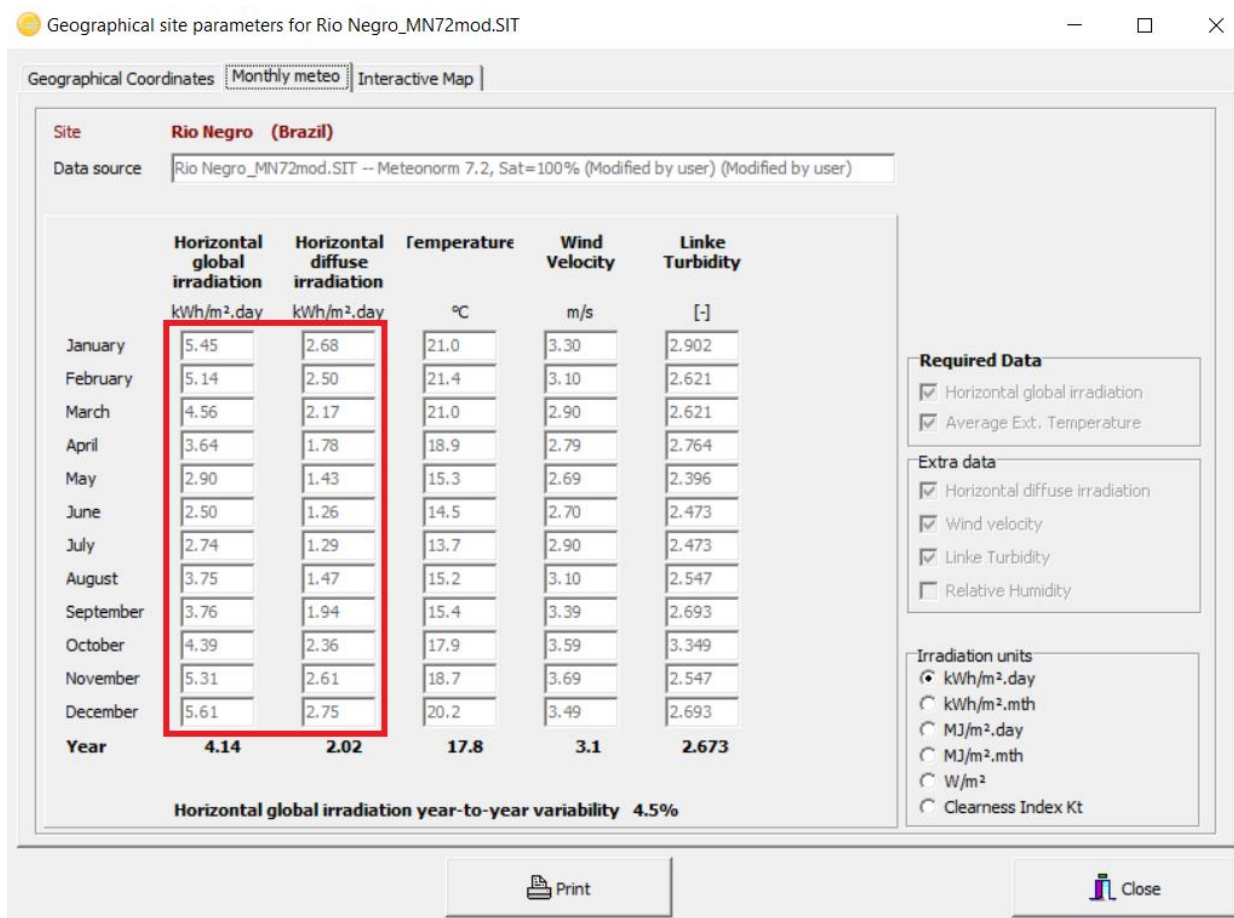 Geographical site parameters for Rio Negro_MN72mod.SIT
Geographical Coordinates Monthly meteo Interactive Map
Site Rio Negro (Brazil)
Data source Rio Negro_MN72mod.SIT -- Meteonorm 7.2, Sat=100% (Modified by user) (Modified by user)
Horizontal global irradiation Horizontal diffuse irradiation Temperature Wind Velocity Linke Turbidity
kWh/m².day kWh/m².day °C m/s [-]
January 5.45 2.68 21.0 3.30 2.902
February 5.14 2.50 21.4 3.10 2.621
March 4.56 2.17 21.0 2.90 2.621
April 3.64 1.78 18.9 2.79 2.764
May 2.90 1.43 15.3 2.69 2.396
June 2.50 1.26 14.5 2.70 2.473
July 2.74 1.29 13.7 2.90 2.473
August 3.75 1.47 15.2 3.10 2.547
September 3.76 1.94 15.4 3.39 2.693
October 4.39 2.36 17.9 3.59 3.349
November 5.31 2.61 18.7 3.69 2.547
December 5.61 2.75 20.2 3.49 2.693
Year 4.14 2.02 17.8 3.1 2.673
Horizontal global irradiation year-to-year variability 4.5%
Required Data
Horizontal global irradiation
Average Ext. Temperature
Extra data
Horizontal diffuse irradiation
Wind velocity
Linke Turbidity
Relative Humidity
Irradiation units
kWh/m².day
kWh/m².mth
MJ/m².day
MJ/m².mth
W/m²
Clearness Index Kt
Print
Close